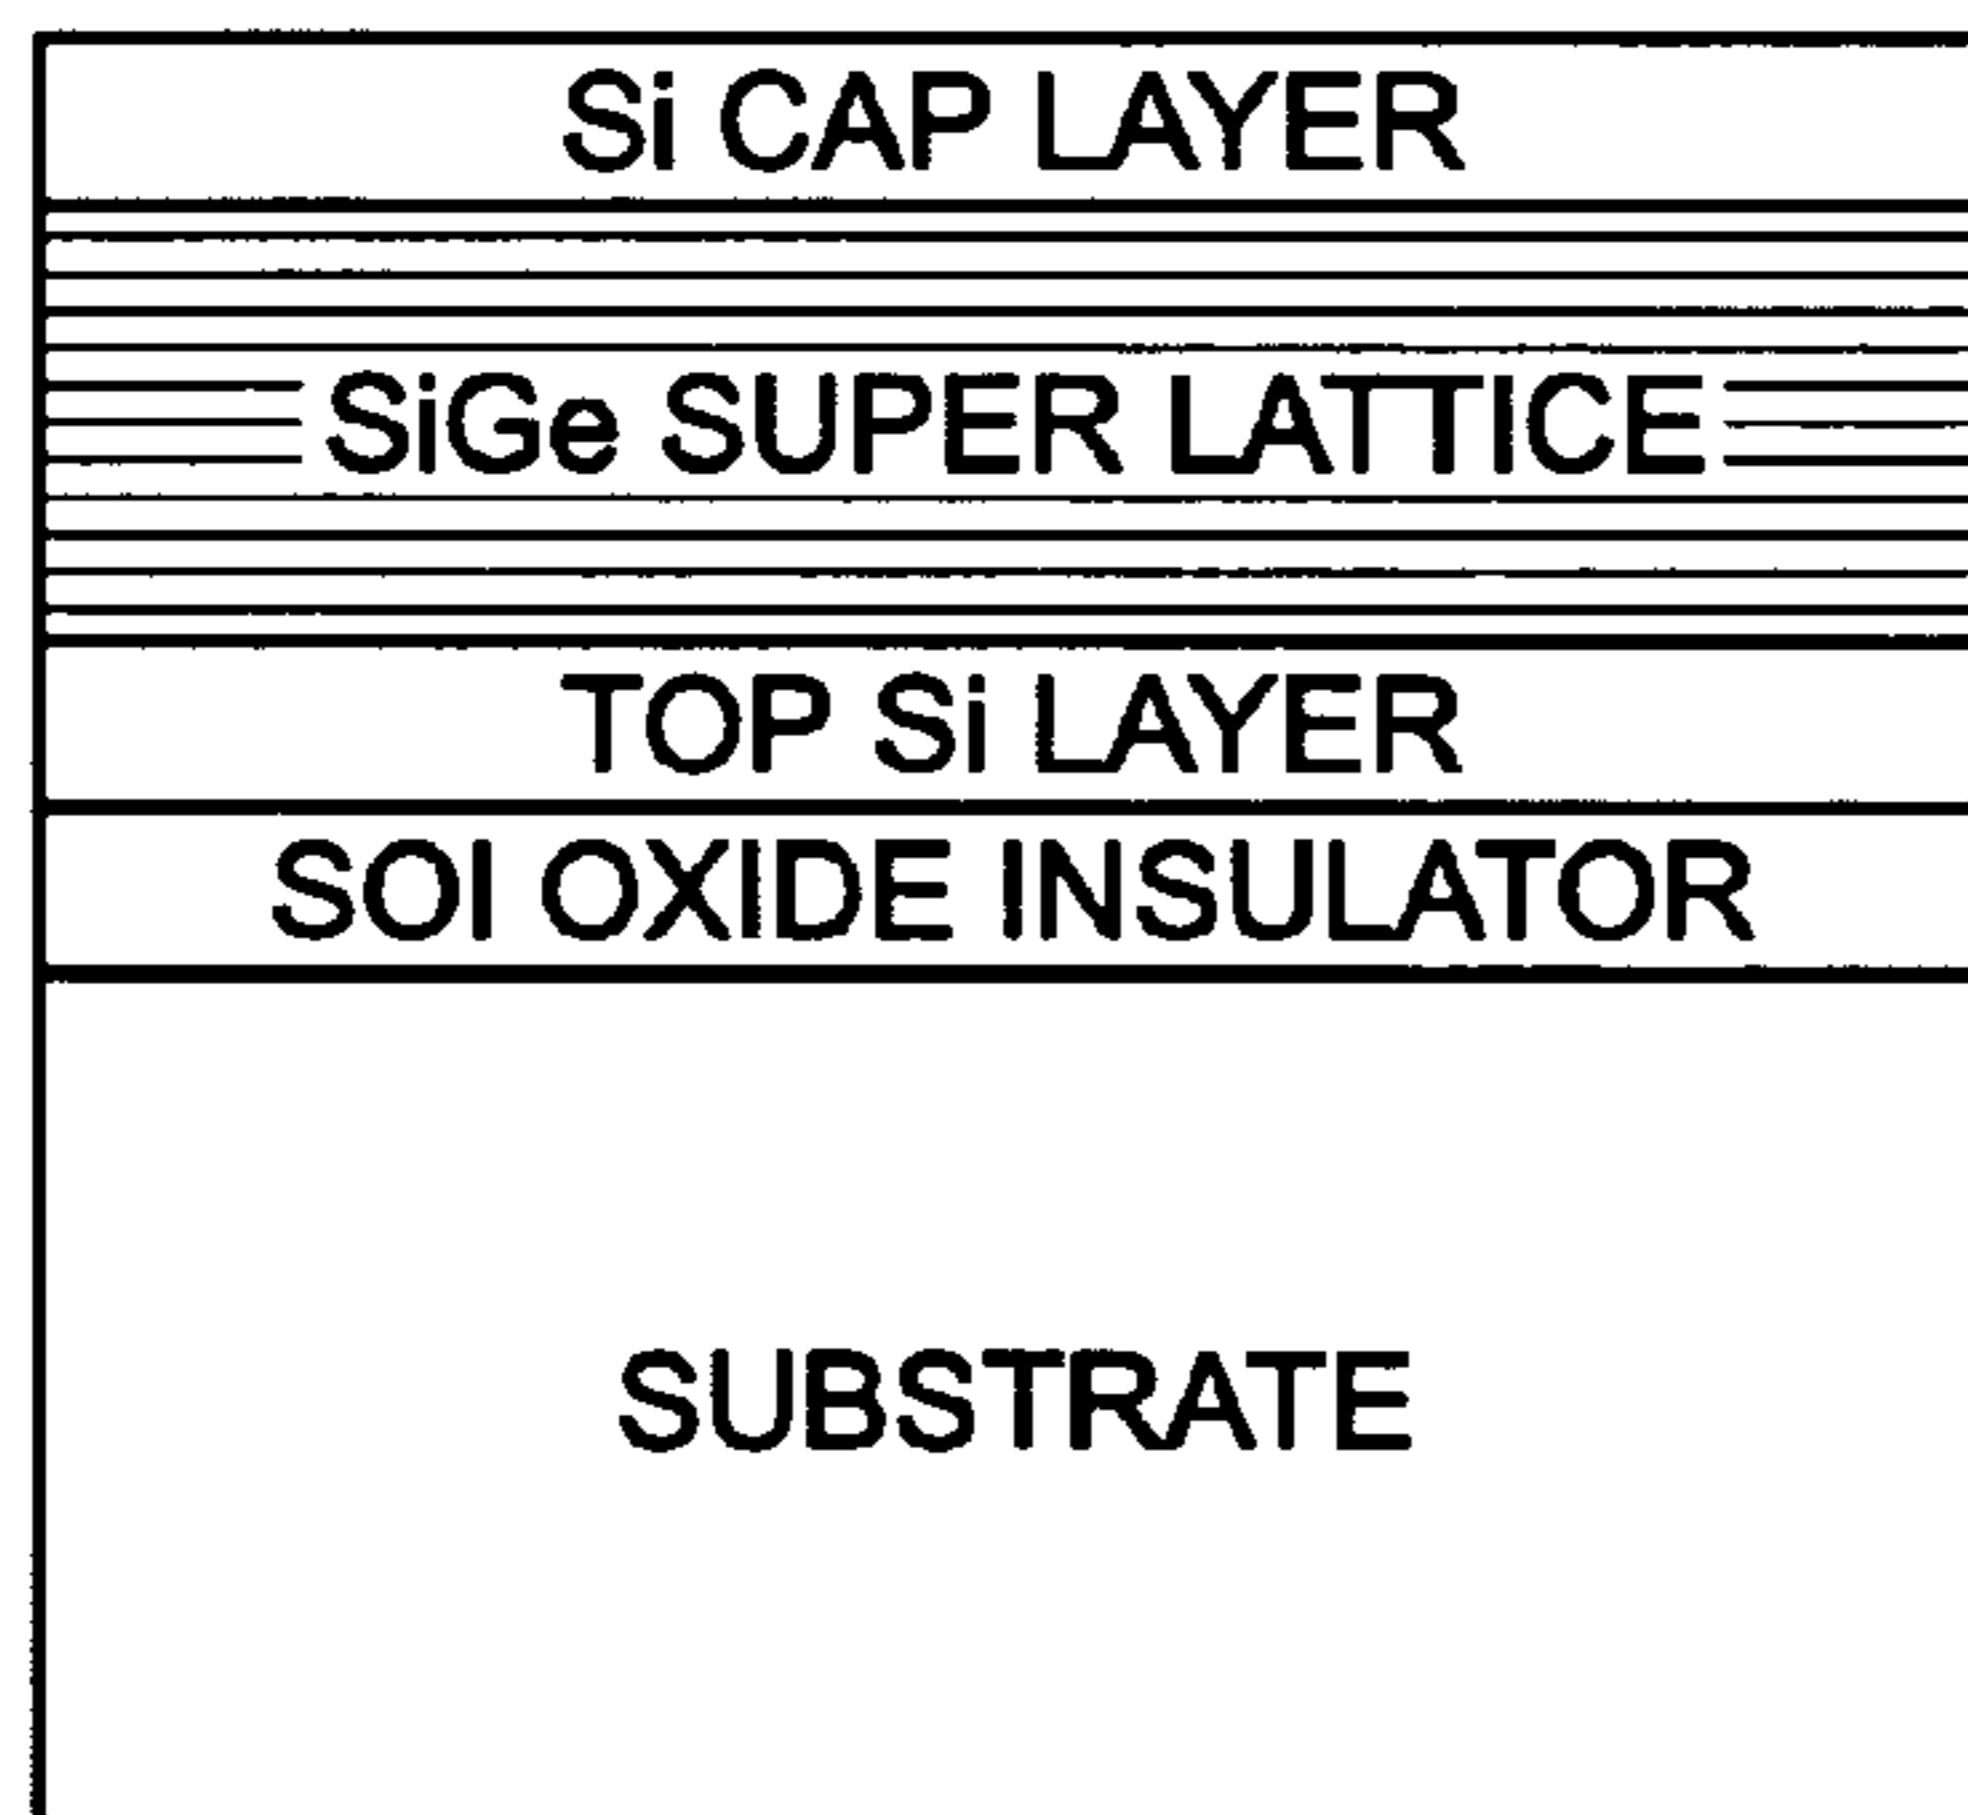 Si CAP LAYER
SiGe SUPER LATTICE
TOP Si LAYER
SOI OXIDE INSULATOR
SUBSTRATE